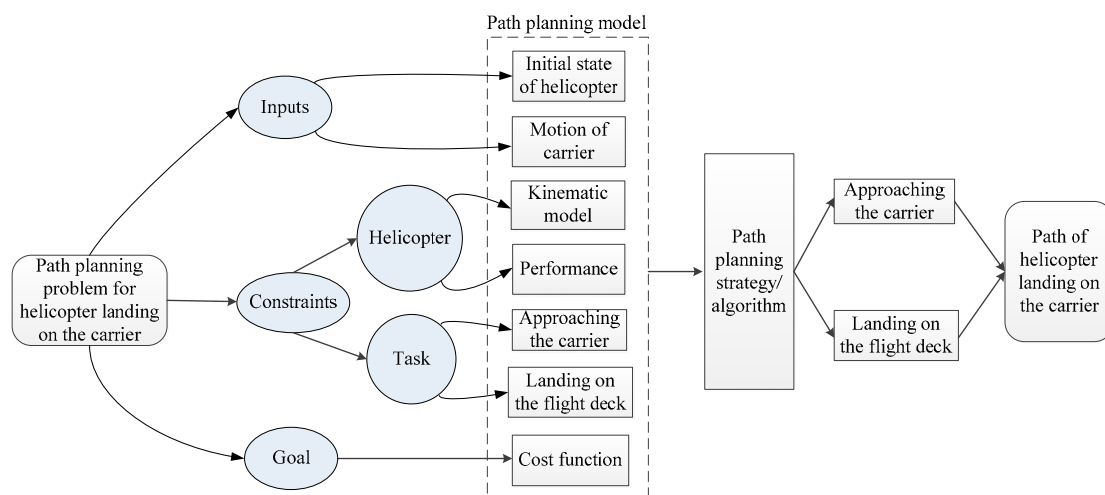 Path planning model
Initial state
of helicopter
Inputs
Motion of
carrier
Kinematic
model
Helicopter
Performance
Path planning
problem for
helicopter landing
on the carrier
Constraints
Approaching
the carrier
Task
Landing on
the flight deck
Goal
Cost function
Path
planning
strategy/
algorithm
Approaching
the carrier
Landing on
the flight deck
Path of
helicopter
landing on
the carrier